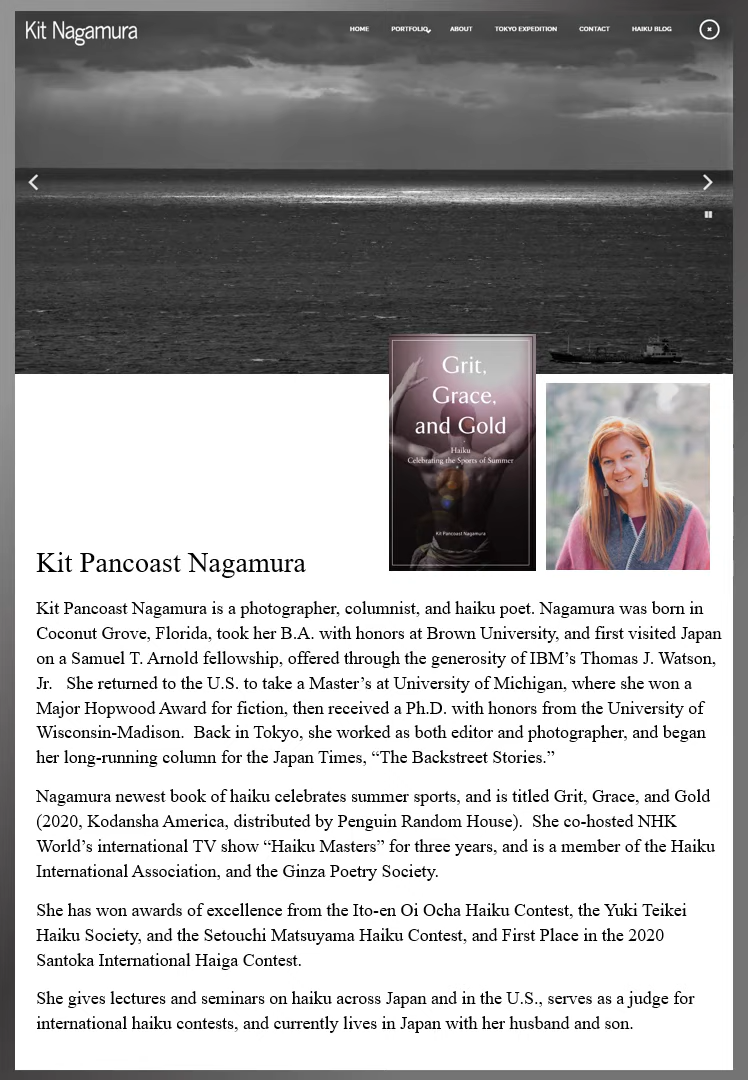 Kit Nagamura
HOME PORTFOLIO ABOUT TOKYO EXPEDITION CONTACT HAIKU BLOG
Grit,
Grace,
and Gold
Haiku
Celebrating the Sports of Summer
Kit Pancoast Nagamura
Kit Pancoast Nagamura
Kit Pancoast Nagamura is a photographer, columnist, and haiku poet. Nagamura was born in
Coconut Grove, Florida, took her B.A. with honors at Brown University, and first visited Japan
on a Samuel T. Arnold fellowship, offered through the generosity of IBM’s Thomas J. Watson,
Jr.   She returned to the U.S. to take a Master’s at University of Michigan, where she won a
Major Hopwood Award for fiction, then received a Ph.D. with honors from the University of
Wisconsin-Madison.  Back in Tokyo, she worked as both editor and photographer, and began
her long-running column for the Japan Times, “The Backstreet Stories.”
Nagamura newest book of haiku celebrates summer sports, and is titled Grit, Grace, and Gold
(2020, Kodansha America, distributed by Penguin Random House).  She co-hosted NHK
World’s international TV show “Haiku Masters” for three years, and is a member of the Haiku
International Association, and the Ginza Poetry Society.
She has won awards of excellence from the Ito-en Oi Ocha Haiku Contest, the Yuki Teikei
Haiku Society, and the Setouchi Matsuyama Haiku Contest, and First Place in the 2020
Santoka International Haiga Contest.
She gives lectures and seminars on haiku across Japan and in the U.S., serves as a judge for
international haiku contests, and currently lives in Japan with her husband and son.